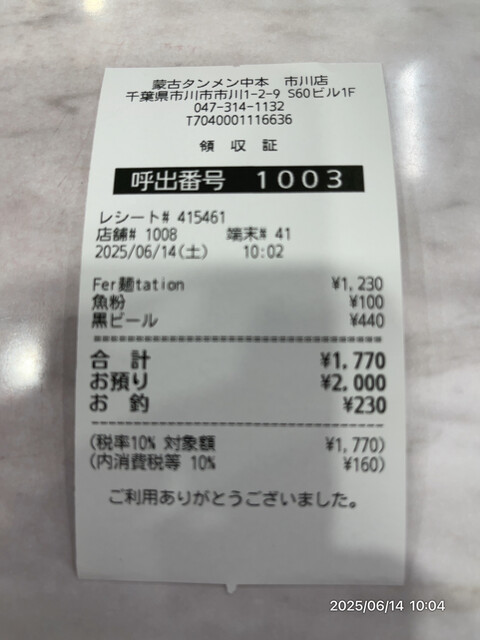 蒙古タンメン中本　市川店
千葉県市川市市川1-2-9 S60ビル1F
047-314-1132
T7040001116636
領　収　証
呼出番号　1003
レシート# 415461
店舗# 1008　端末# 41
2025/06/14(土)　10:02
Fer麺tation　¥1,230
魚粉　¥100
黒ビール　¥440
合　計　¥1,770
お預り　¥2,000
お　釣　¥230
(税率10% 対象額　¥1,770)
(内消費税等 10%　¥160)
ご利用ありがとうございました。
2025/06/14 10:04